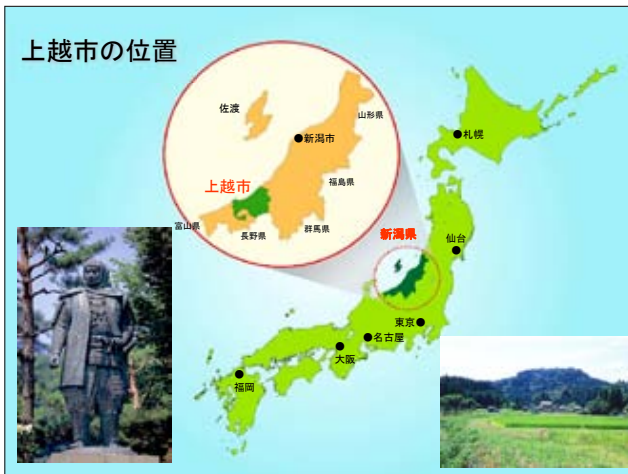 上越市の位置
佐渡
山形県
新潟市
上越市
福島県
富山県
長野県
群馬県
札幌
新潟県
仙台
東京
名古屋
大阪
福岡